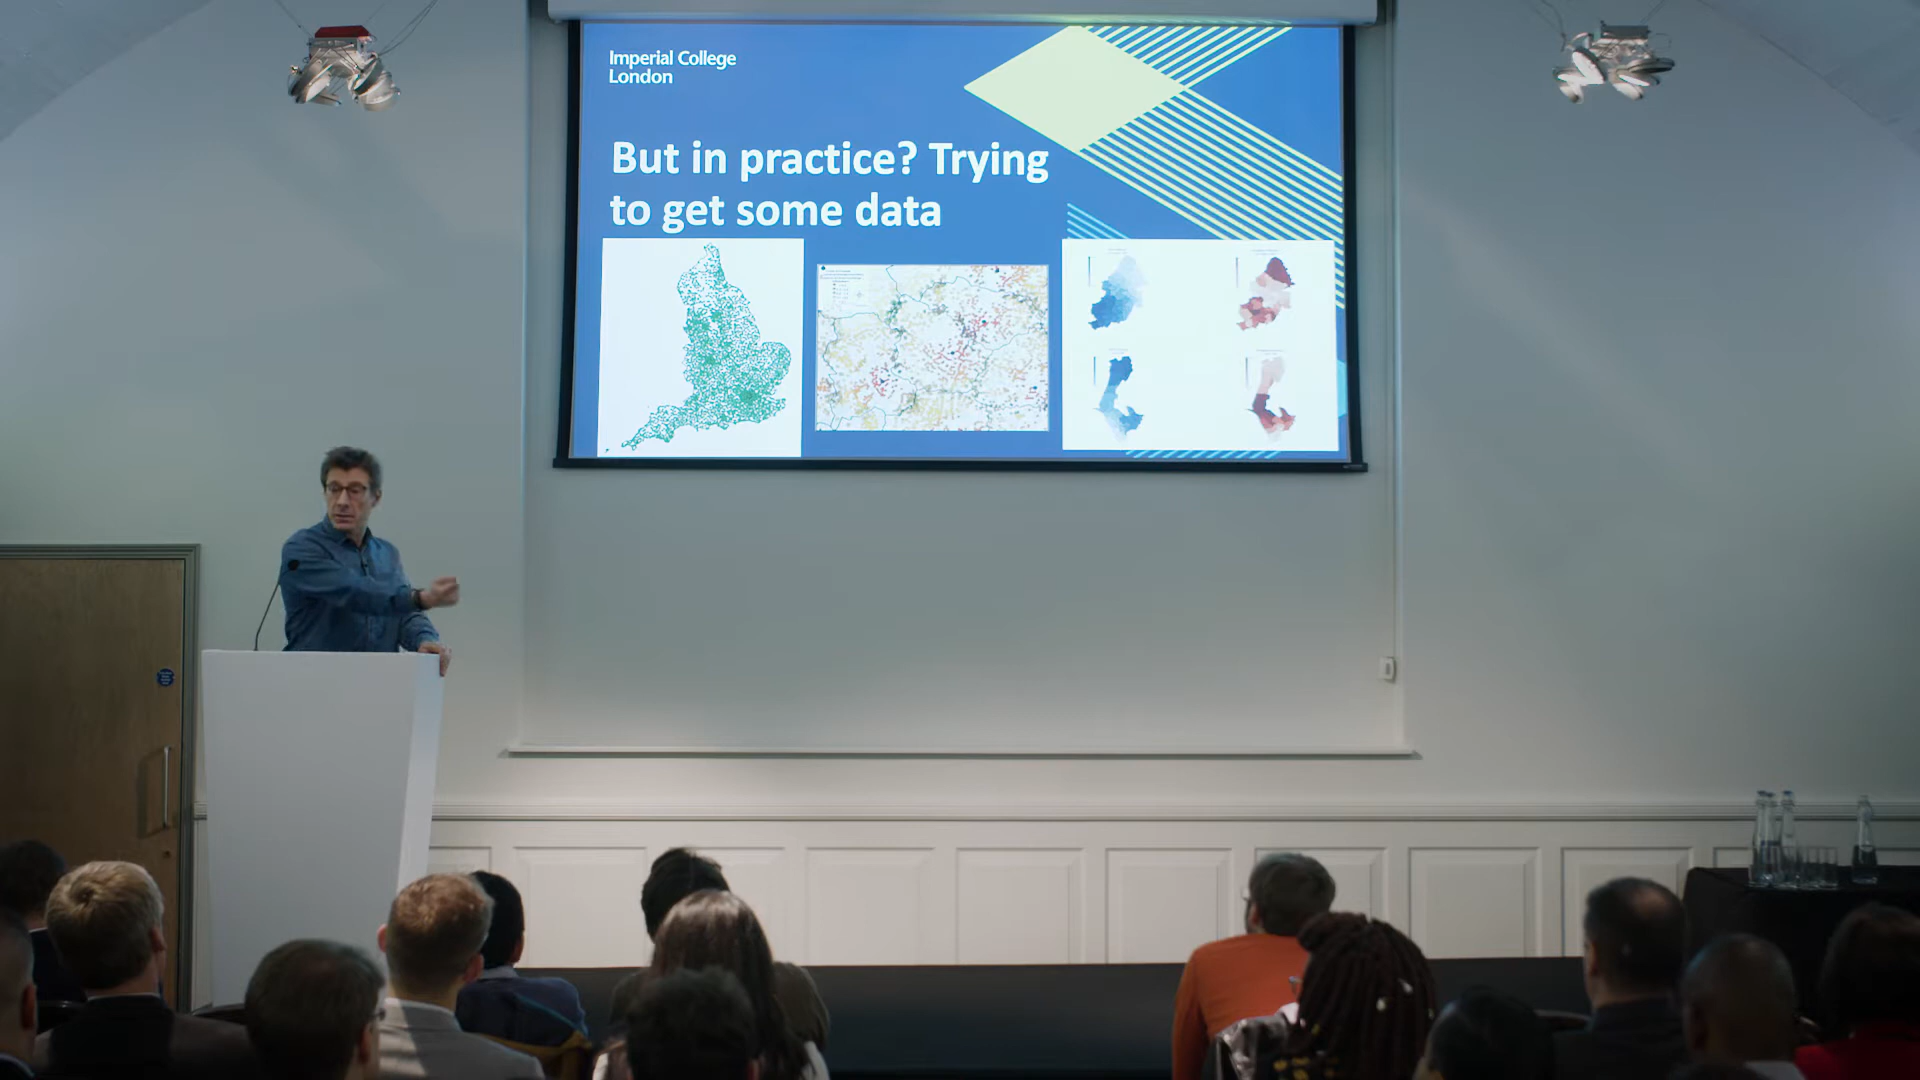 Imperial College
London
But in practice? Trying
to get some data